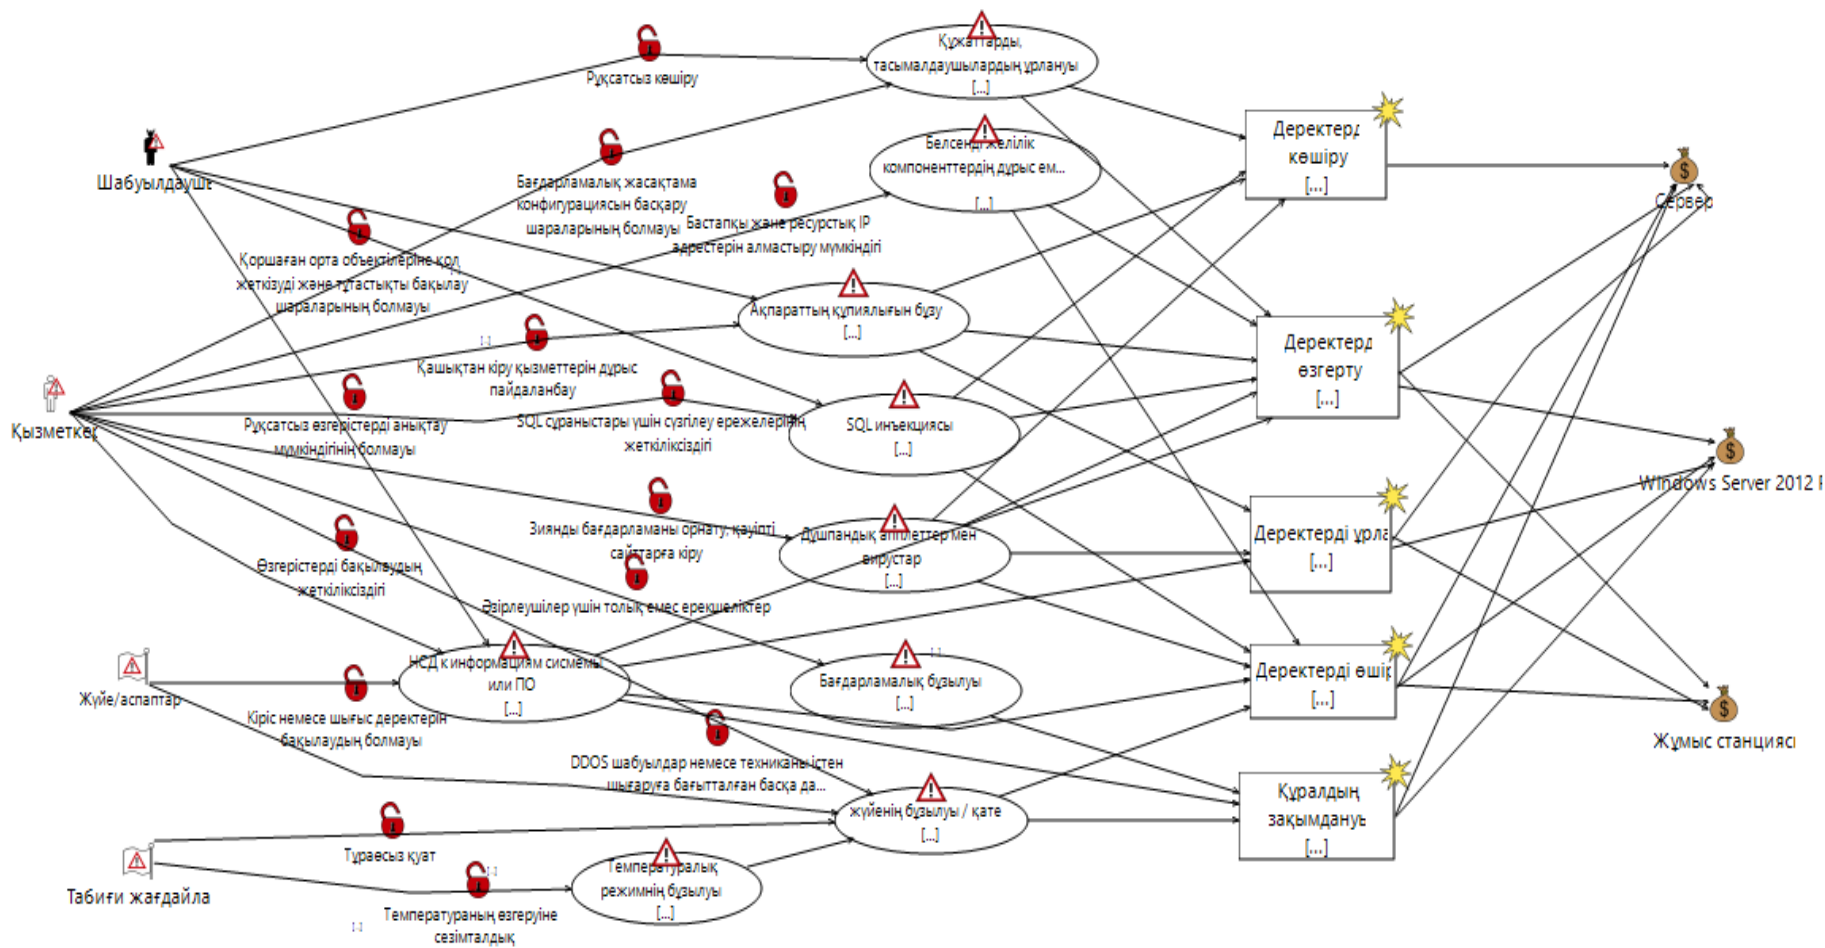 Құжаттарды,
тасымалдаушылардың ұрлануы
[...]
Рұқсатсыз көшіру
Белсенді желілік
компоненттердің дұрыс ем...
[...]
Деректерд
көшіру
[...]
Шабуылдаушь
Бағдарламалық жасақтама
конфигурациясын басқару
шараларының болмауы
Бастапқы және ресурстық IP
адрестерін алмастыру мүмкіндігі
Сервер
Қоршаған орта объектілеріне қол
жеткізуді және тұтастықты бақылау
шараларының болмауы
Ақпараттың құпиялығын бұзу
[...]
Деректерд
өзгерту
[...]
Қашықтан кіру қызметтерін дұрыс
пайдаланбау
Қызметкер
Рұқсатсыз өзгерістерді анықтау
мүмкіндігінің болмауы
SQL сұраныстары үшін сүзгілеу ережелерінің
жеткіліксіздігі
SQL инъекциясы
[...]
Windows Server 2012 F
Зиянды бағдарламаны орнату, қауіпті
сайттарға кіру
Душпандық апплеттер мен
вирустар
[...]
Деректерді ұрла
[...]
Өзгерістерді бақылаудың
жеткіліксіздігі
Әзірлеушілер үшін толық емес ерекшеліктер
НСД к информациям сисмемы
или ПО
[...]
Бағдарламалық бұзылуы
[...]
Деректерді өшір
[...]
Жүйе/аспаптар
Кіріс немесе шығыс деректерін
бақылаудың болмауы
Жұмыс станциясі
DDOS шабуылдар немесе техниканы істен
шығаруға бағытталған басқа да...
жүйенің бұзылуы / қате
[...]
Құралдың
зақымдануь
[...]
Тұрақсыз қуат
Табиғи жағдайла
Температуралық
режимнің бұзылуы
[...]
Температураның өзгеруіне
сезімталдық